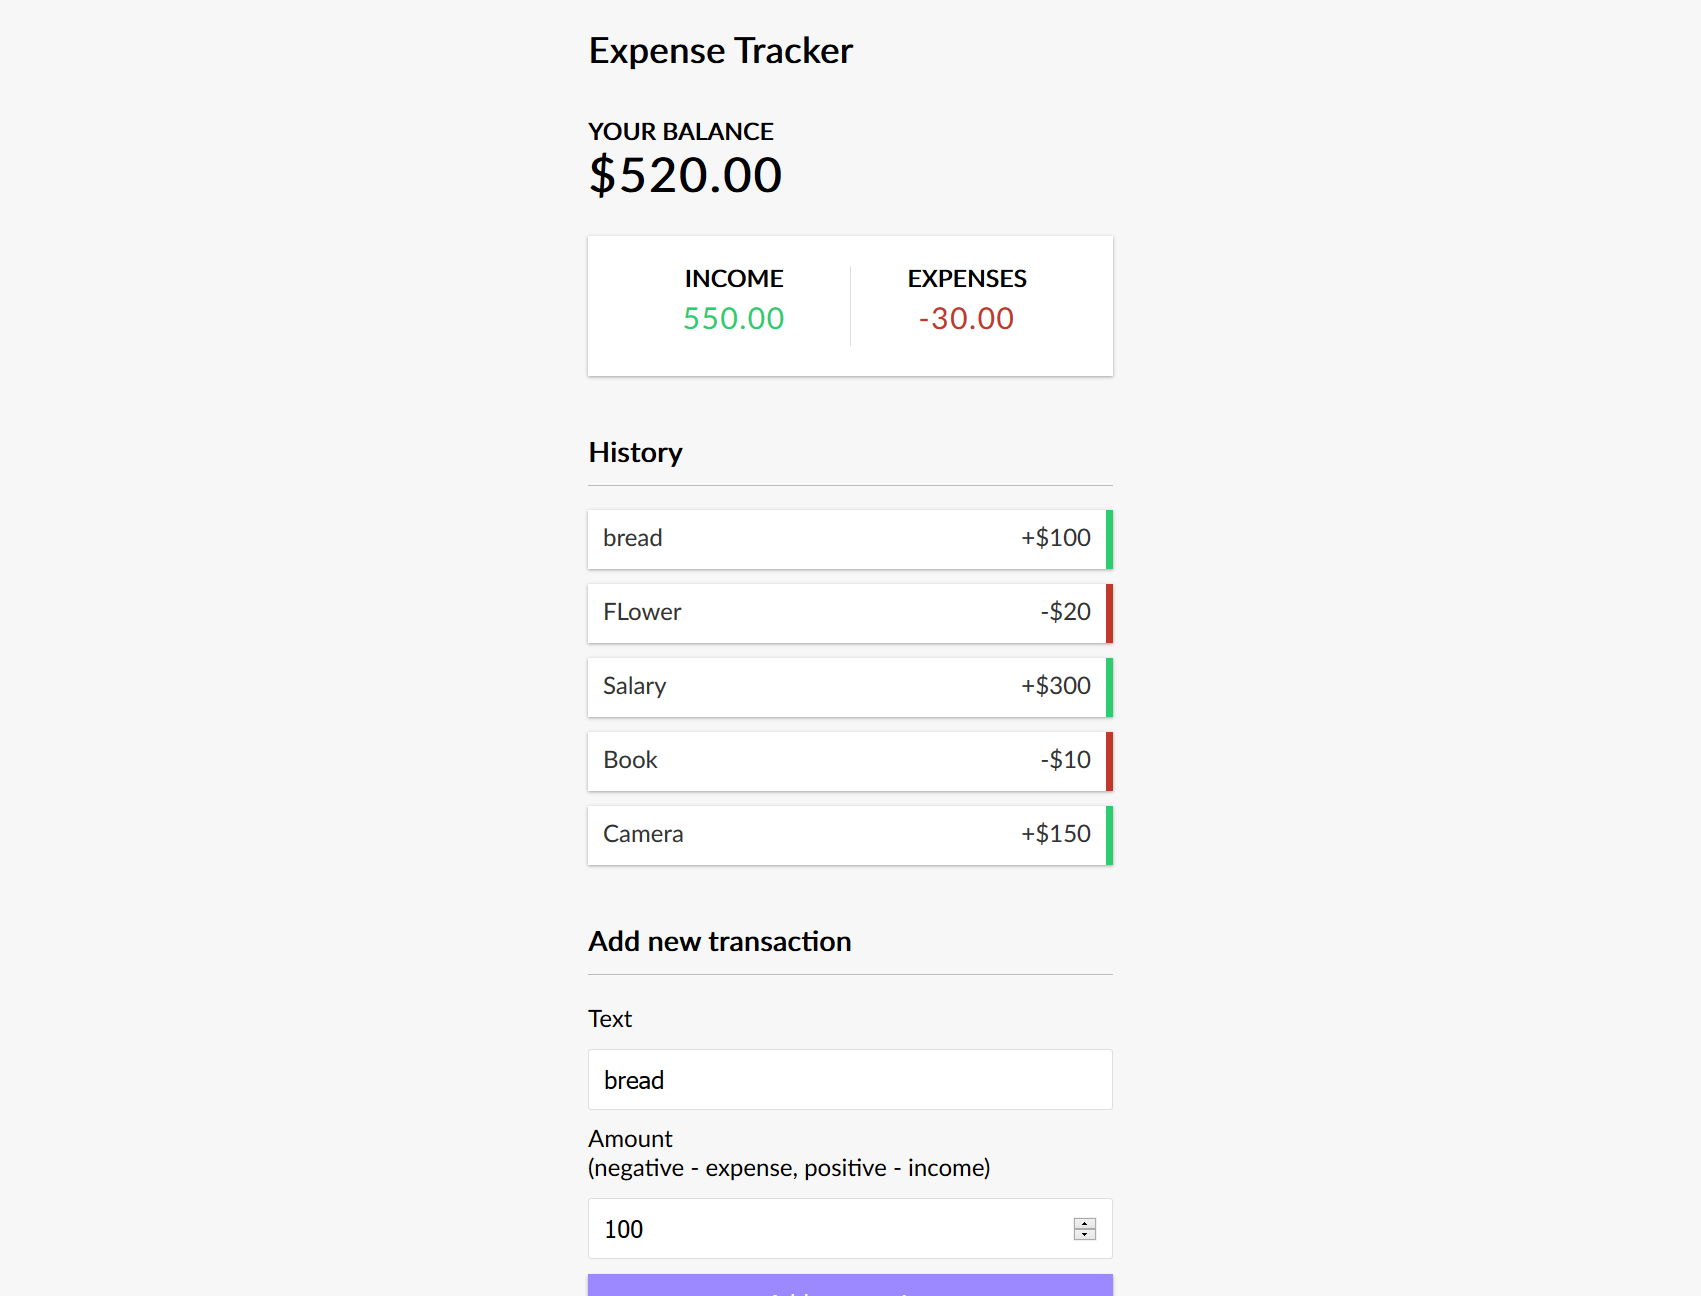 Expense Tracker
YOUR BALANCE
$520.00
INCOME
EXPENSES
550.00
-30.00
History
bread
+$100
FLower
-$20
Salary
+$300
Book
-$10
Camera
+$150
Add new transaction
Text
bread
Amount
(negative - expense, positive - income)
100